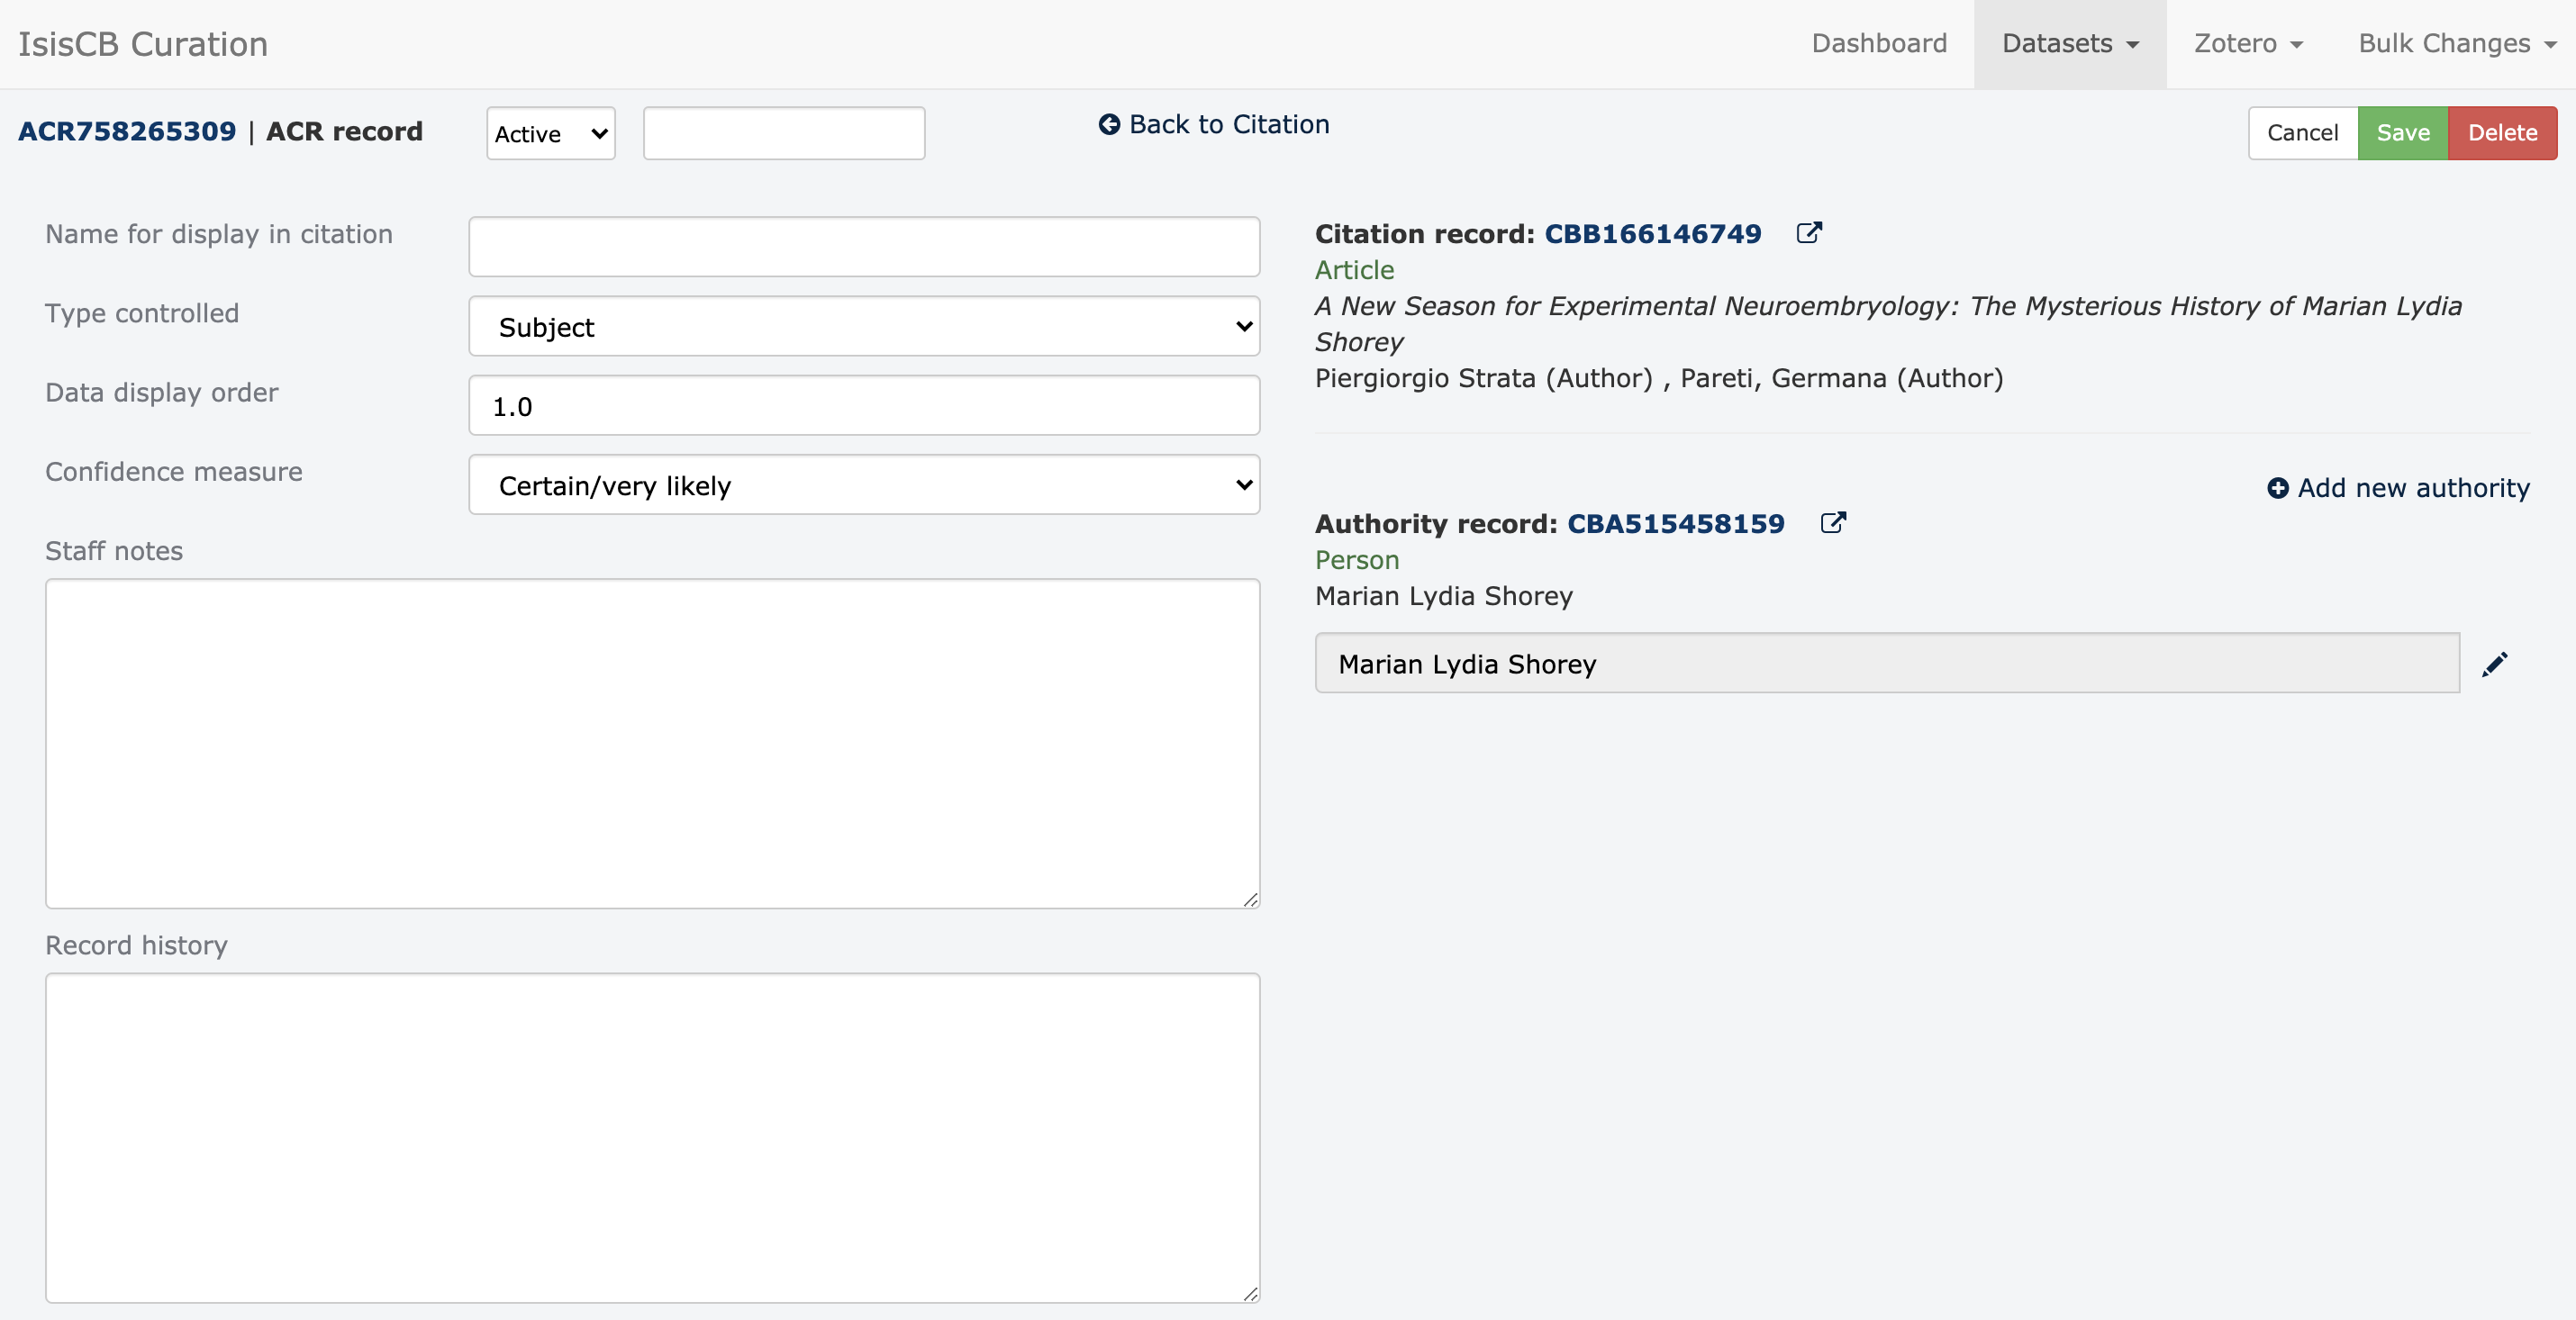 IsisCB Curation
Dashboard
Datasets
Zotero
Bulk Changes
ACR758265309 | ACR record
Active
Back to Citation
Cancel
Save
Delete
Name for display in citation
Type controlled
Subject
Data display order
1.0
Confidence measure
Certain/very likely
Staff notes
Record history
Citation record: CBB166146749
Article
A New Season for Experimental Neuroembryology: The Mysterious History of Marian Lydia
Shorey
Piergiorgio Strata (Author) , Pareti, Germana (Author)
Add new authority
Authority record: CBA515458159
Person
Marian Lydia Shorey
Marian Lydia Shorey